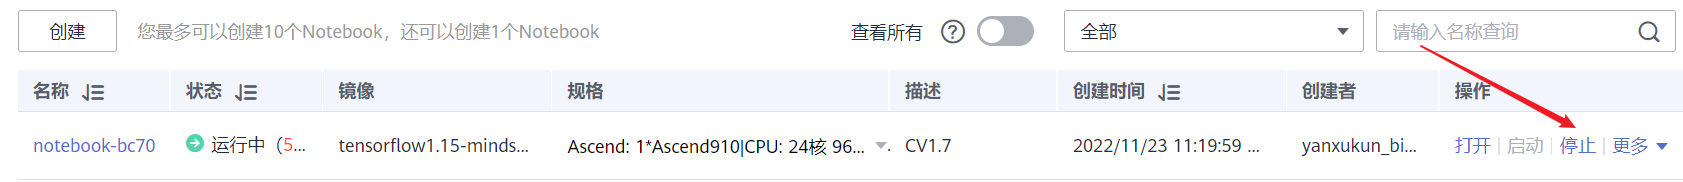 创建 您最多可以创建10个Notebook，还可以创建1个Notebook 查看所有 ? 全部 请输入名称查询
名称 状态 镜像 规格 描述 创建时间 创建者 操作
notebook-bc70 运行中（5... tensorflow1.15-minds... Ascend: 1*Ascend910|CPU: 24核 96... CV1.7 2022/11/23 11:19:59 ... yanxukun_bi... 打开 启动 停止 更多